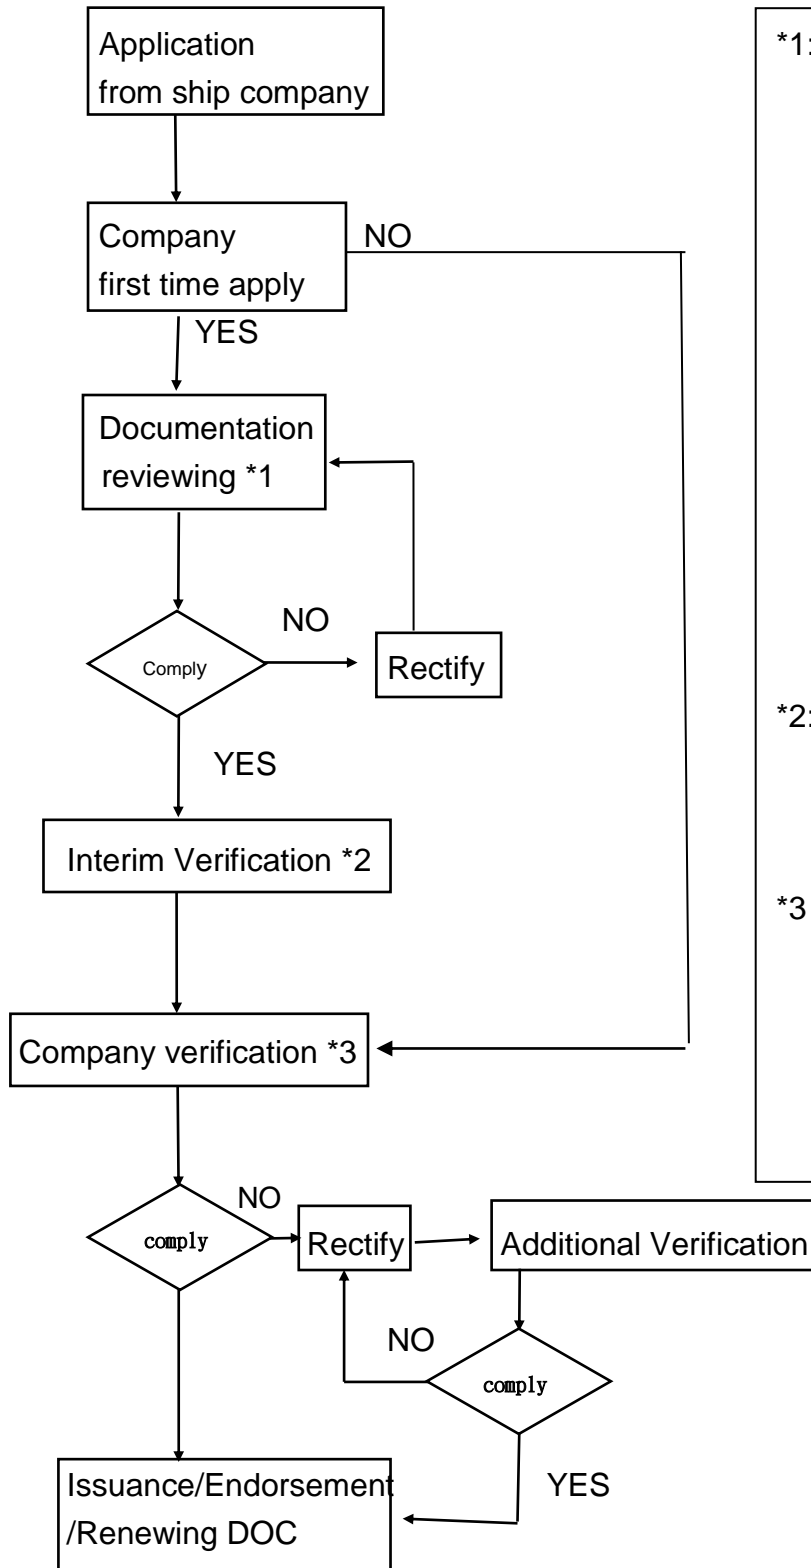 Application
from ship company
*1:
Company
first time apply
NO
YES
Documentation
reviewing *1
NO
Comply
Rectify
*2:
YES
Interim Verification *2
*3
Company verification *3
NO
comply
Rectify
Additional Verification
NO
comply
Issuance/Endorsement
/Renewing DOC
YES